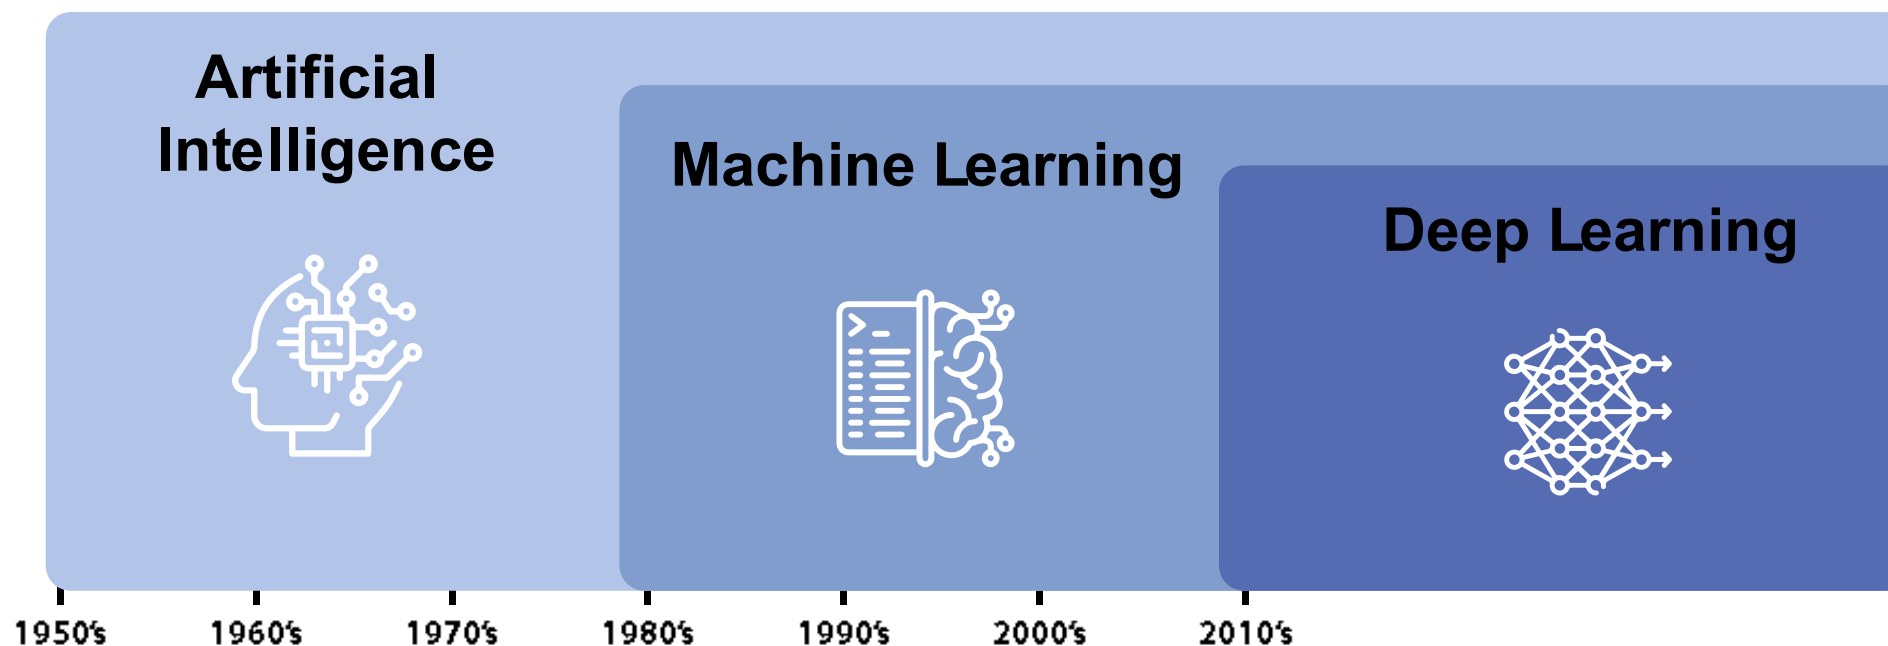 Artificial
Intelligence
Machine Learning
Deep Learning
1950's 1960's 1970's 1980's 1990's 2000's 2010's